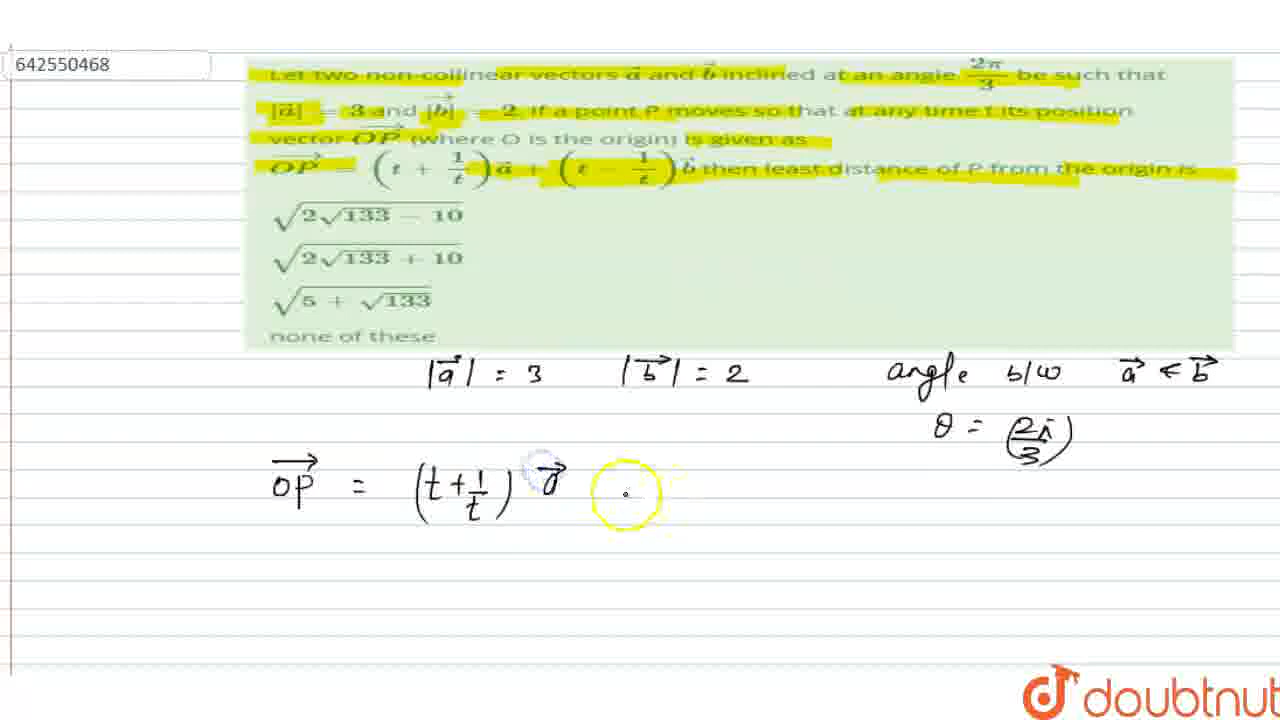 642550468
Let two non-collinear vectors a⃗ and b⃗ inclined at an angle 2π/3 be such that
|a⃗| = 3 and |b⃗| = 2. If a point P moves so that at any time t its position
vector OP⃗ (where O is the origin) is given as
OP⃗ = (t + 1/t) a⃗ + (t − 1/t) b⃗ then least distance of P from the origin is
√(2√133 − 10)
√(2√133 + 10)
√(5 + √133)
none of these
|a⃗| = 3 |b⃗| = 2 angle b/w a⃗ & b⃗
θ = (2π/3)
OP⃗ = (t + 1/t) a⃗
doubtnut